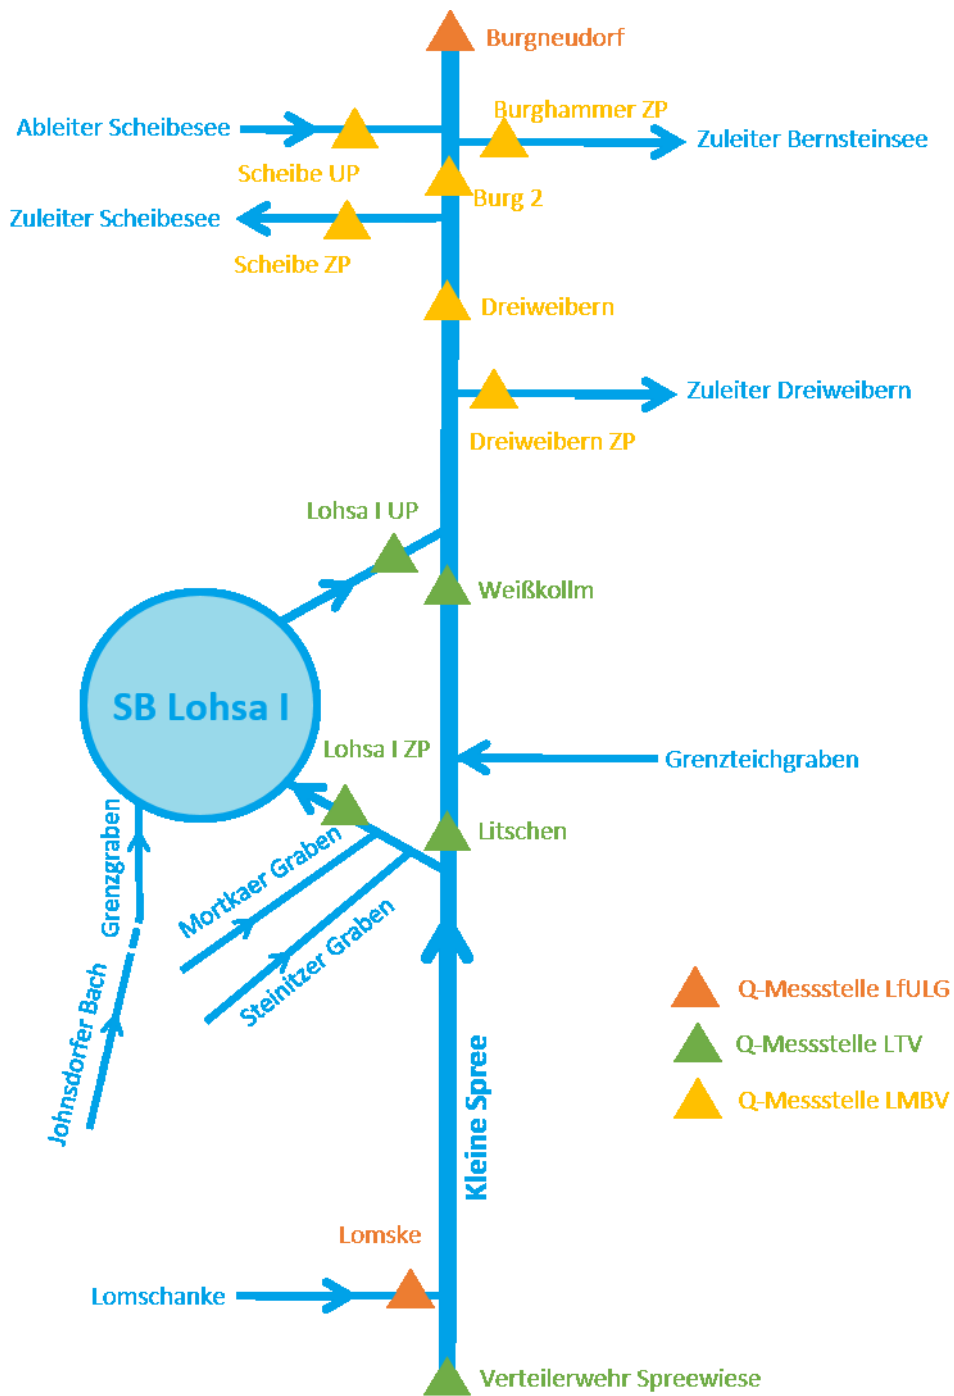 Burgneudorf
Burghammer ZP
Ableiter Scheibesee
Zuleiter Bernsteinsee
Scheibe UP
Burg 2
Zuleiter Scheibesee
Scheibe ZP
Dreiweibern
Zuleiter Dreiweibern
Dreiweibern ZP
Lohsa I UP
Weißkollm
SB Lohsa I
Lohsa I ZP
Grenzteichgraben
Litschen
Grenzgraben
Mortkaer Graben
Steinitzer Graben
Johnsdorfer Bach
Q-Messstelle LfULG
Q-Messstelle LTV
Q-Messstelle LMBV
Kleine Spree
Lomske
Lomschanke
Verteilerwehr Spreewiese